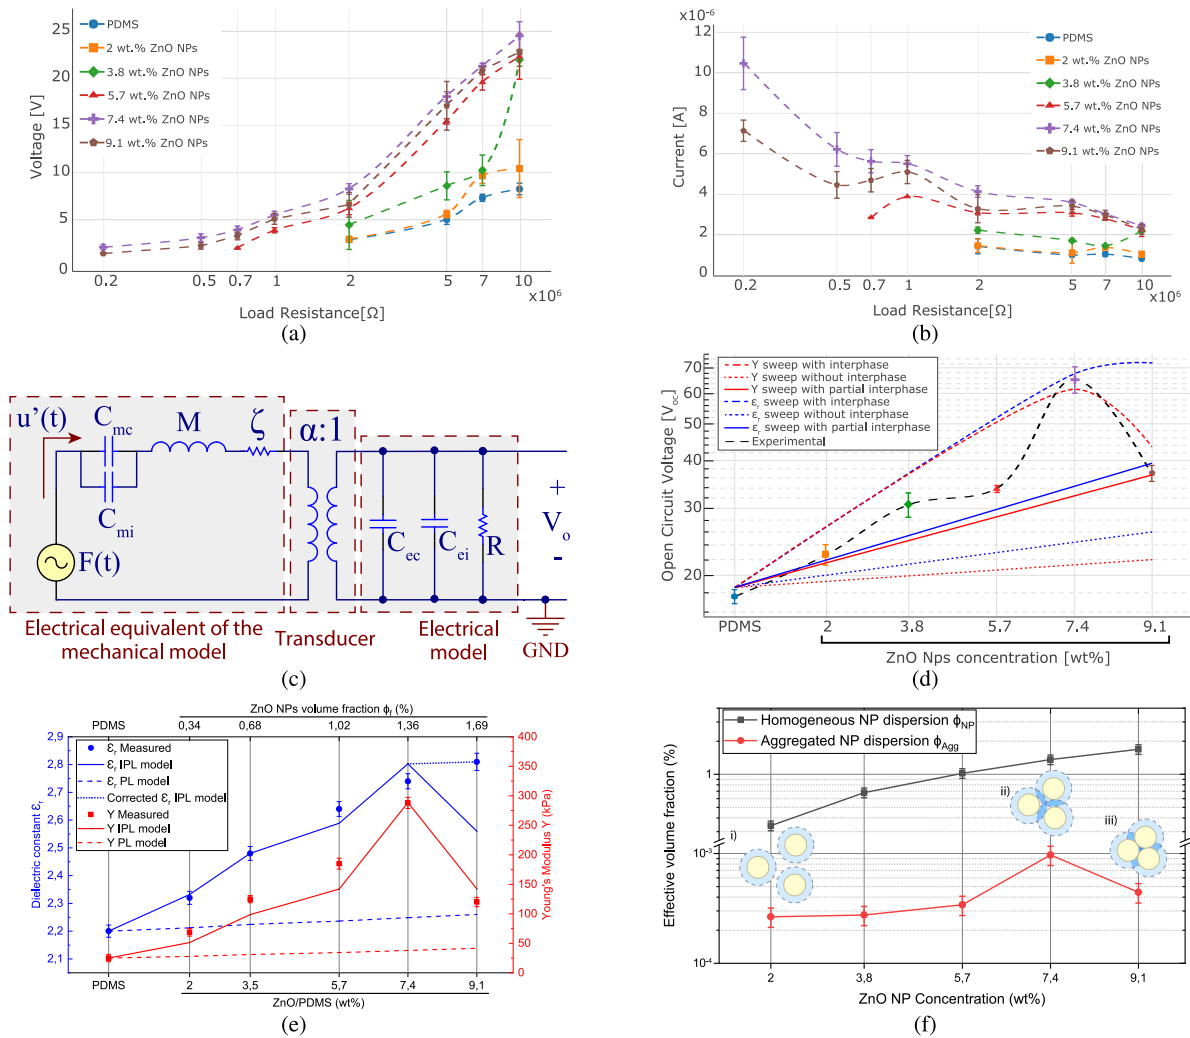 25
20
15
10
5
0
Voltage [V]
PDMS
2 wt.% ZnO NPs
3.8 wt.% ZnO NPs
5.7 wt.% ZnO NPs
7.4 wt.% ZnO NPs
9.1 wt.% ZnO NPs
0.2 0.5 0.7 1 2 5 7 10
x10⁶
Load Resistance[Ω]
(a)
x10⁻⁶
12
10
8
6
4
2
0
Current [A]
PDMS
2 wt.% ZnO NPs
3.8 wt.% ZnO NPs
5.7 wt.% ZnO NPs
7.4 wt.% ZnO NPs
9.1 wt.% ZnO NPs
0.2 0.5 0.7 1 2 5 7 10
x10⁶
Load Resistance[Ω]
(b)
u'(t) C_mc M ζ α:1
C_mi
F(t)
C_ec C_ei R
+
V_o
-
GND
Electrical equivalent of the
mechanical model
Transducer
Electrical
model
(c)
70
60
50
40
30
20
Open Circuit Voltage [V_oc]
Y sweep with interphase
Y sweep without interphase
Y sweep with partial interphase
ε_r sweep with interphase
ε_r sweep without interphase
ε_r sweep with partial interphase
Experimental
PDMS 2 3.8 5.7 7.4 9.1
ZnO Nps concentration [wt%]
(d)
ZnO NPs volume fraction ϕ_f (%)
PDMS 0,34 0,68 1,02 1,36 1,69
2,9
2,8
2,7
2,6
2,5
2,4
2,3
2,2
2,1
Dielectric constant Ɛ_r
Ɛ_r Measured
Ɛ_r IPL model
Ɛ_r PL model
Corrected Ɛ_r IPL model
Y Measured
Y IPL model
Y PL model
400
350
300
250
200
150
100
50
0
Young's Modulus Y (kPa)
PDMS 2 3,5 5,7 7,4 9,1
ZnO/PDMS (wt%)
(e)
Homogeneous NP dispersion ϕ_NP
Aggregated NP dispersion ϕ_Agg
1
10⁻³
10⁻⁴
Effective volume fraction (%)
i)
ii)
iii)
2 3,8 5,7 7,4 9,1
ZnO NP Concentration (wt%)
(f)